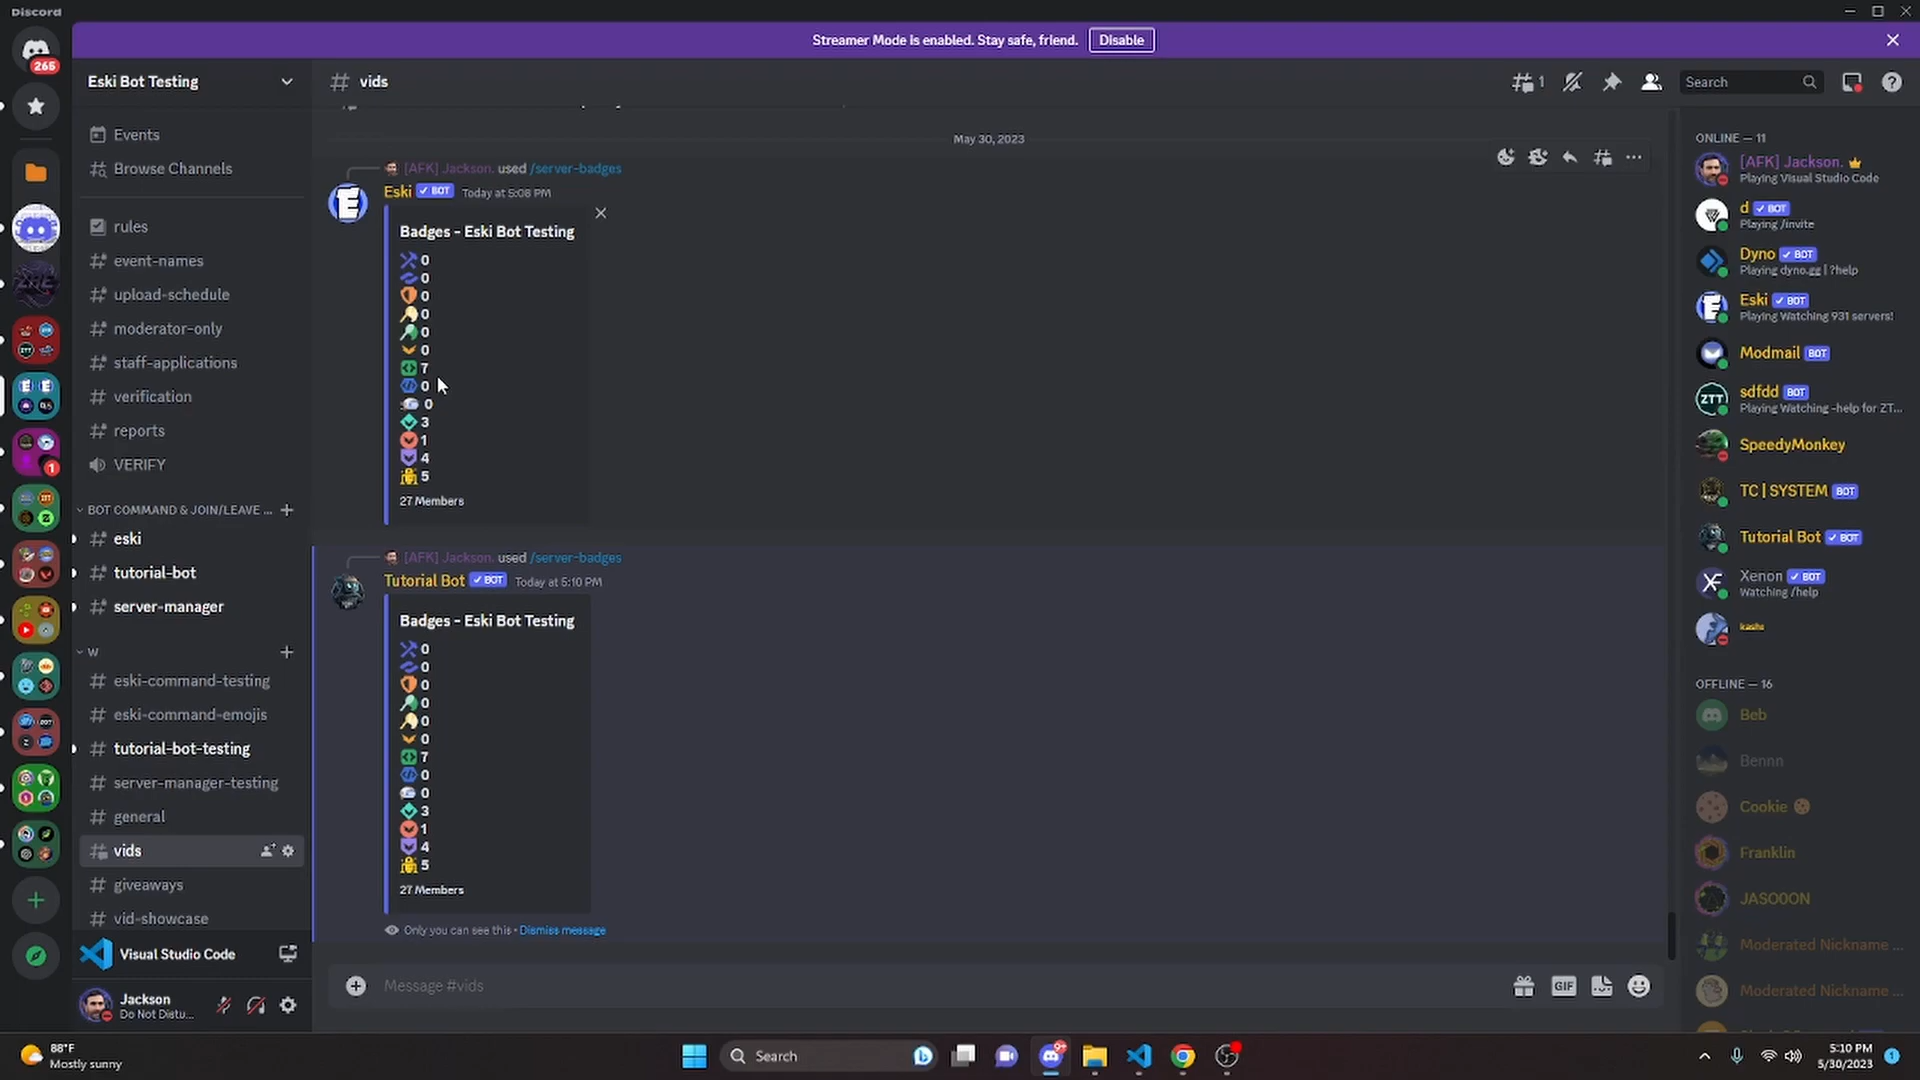 Discord
Streamer Mode is enabled. Stay safe, friend.
Disable
265
Eski Bot Testing
Events
Browse Channels
rules
event-names
upload-schedule
moderator-only
staff-applications
verification
reports
VERIFY
BOT COMMAND & JOIN/LEAVE ...
eski
tutorial-bot
server-manager
W
eski-command-testing
eski-command-emojis
tutorial-bot-testing
server-manager-testing
general
vids
giveaways
vid-showcase
Visual Studio Code
Jackson
Do Not Distu...
1
vids
1
Search
May 30, 2023
[AFK] Jackson. used /server-badges
Eski BOT Today at 5:08 PM
Badges - Eski Bot Testing
0
0
0
0
0
0
7
0
0
3
1
4
5
27 Members
[AFK] Jackson. used /server-badges
Tutorial Bot BOT Today at 5:10 PM
Badges - Eski Bot Testing
0
0
0
0
0
0
7
0
0
3
1
4
5
27 Members
Only you can see this • Dismiss message
Message #vids
GIF
ONLINE — 11
[AFK] Jackson.
Playing Visual Studio Code
d BOT
Playing /invite
Dyno BOT
Playing dyno.gg | ?help
Eski BOT
Playing Watching 931 servers!
Modmail BOT
ZTT
sdfdd BOT
Playing Watching -help for ZT...
SpeedyMonkey
TC | SYSTEM BOT
Tutorial Bot BOT
Xenon BOT
Watching /help
OFFLINE — 16
Beb
Bennn
Cookie
Franklin
JASO0ON
Moderated Nickname ...
Moderated Nickname ...
88°F
Mostly sunny
Search
9+
5:10 PM
5/30/2023
1